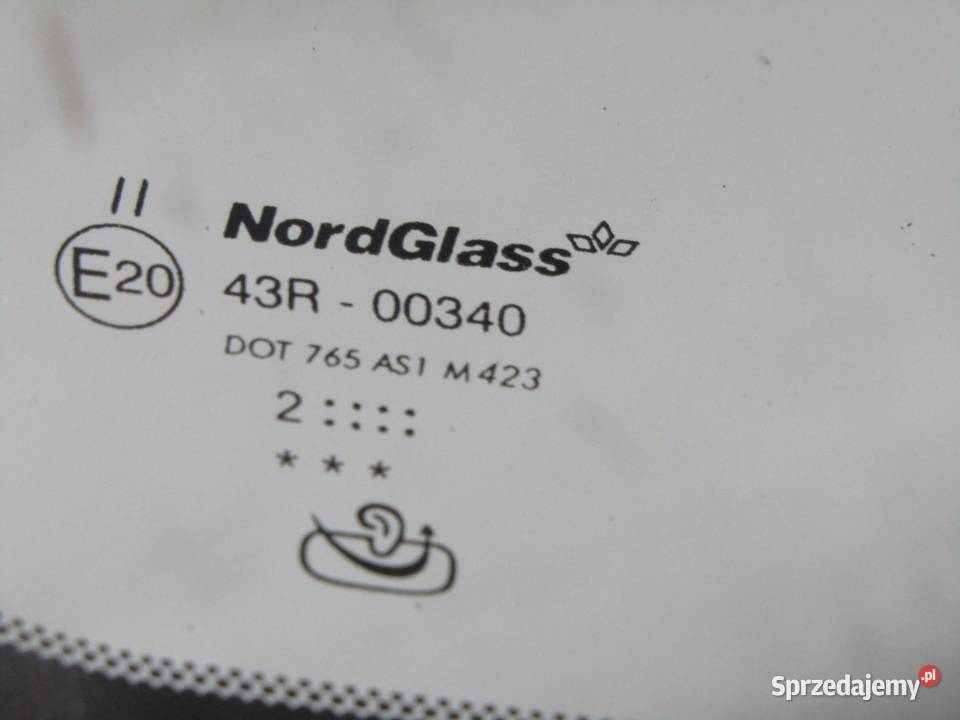 II
E20
NordGlass
43R - 00340
DOT 765 AS1 M423
2 ::::
* * *
Sprzedajemy.pl